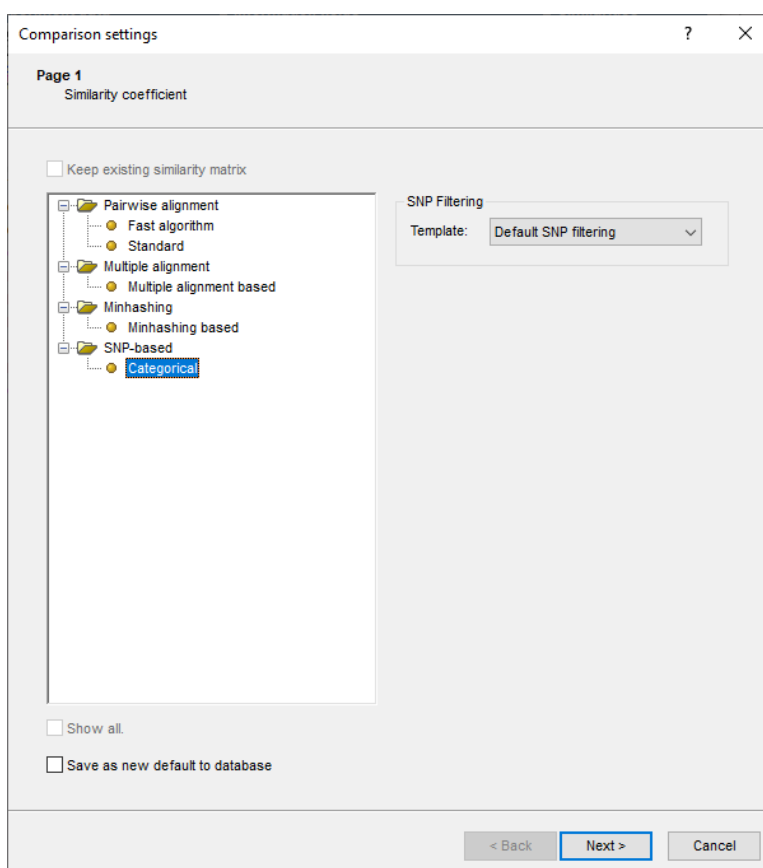 Comparison settings
Page 1
Similarity coefficient
Keep existing similarity matrix
Pairwise alignment
Fast algorithm
Standard
Multiple alignment
Multiple alignment based
Minhashing
Minhashing based
SNP-based
Categorical
SNP Filtering
Template: Default SNP filtering
Show all.
Save as new default to database
< Back Next > Cancel